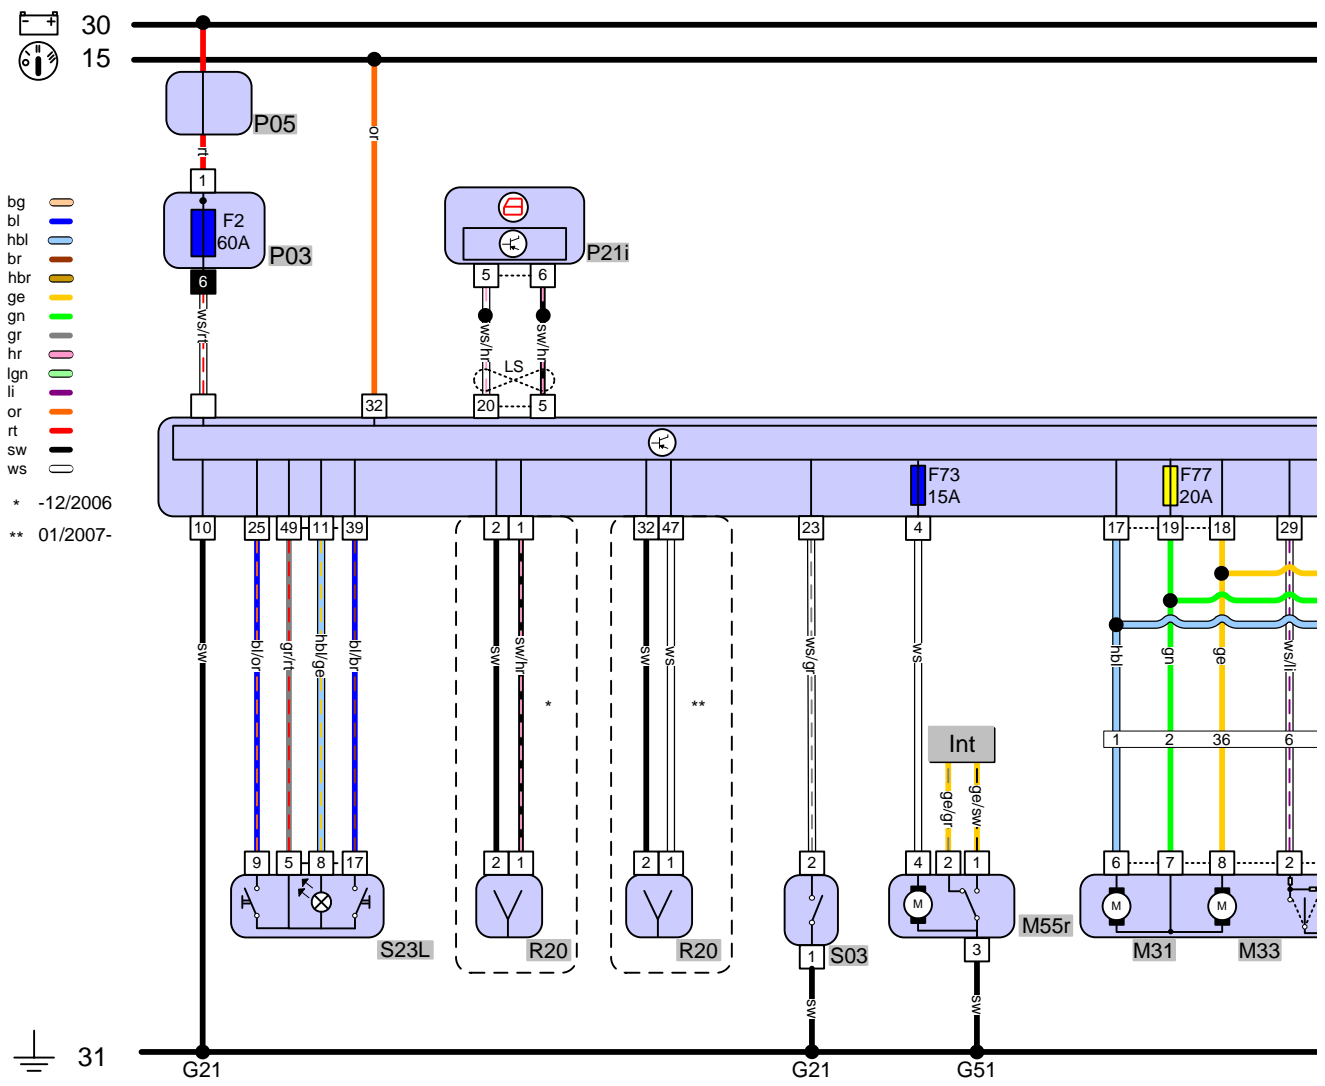 30
15
P05
or
rt
1
bg
bl
hbl
br
hbr
ge
gn
gr
hr
lgn
li
or
rt
sw
ws
* -12/2006
** 01/2007-
F2
60A
P03
6
P21i
5 6
ws/rt
ws/hr
sw/hr
LS
32 20 5
F73
15A
F77
20A
10 25 49 11 39 2 1 32 47 23 4 17 19 18 29
sw
bl/or
gr/rt
hbl/ge
bl/br
sw
sw/hr
*
sw
ws
**
ws/gr
ws
hbl
gn
ge
ws/li
Int
1 2 36 6
ge/gr
ge/sw
9 5 8 17 2 1 2 1 2 4 2 1 6 7 8 2
M M M
S23L
R20
R20
1
S03
3
M55r
M31
M33
sw
sw
31
G21
G21
G51